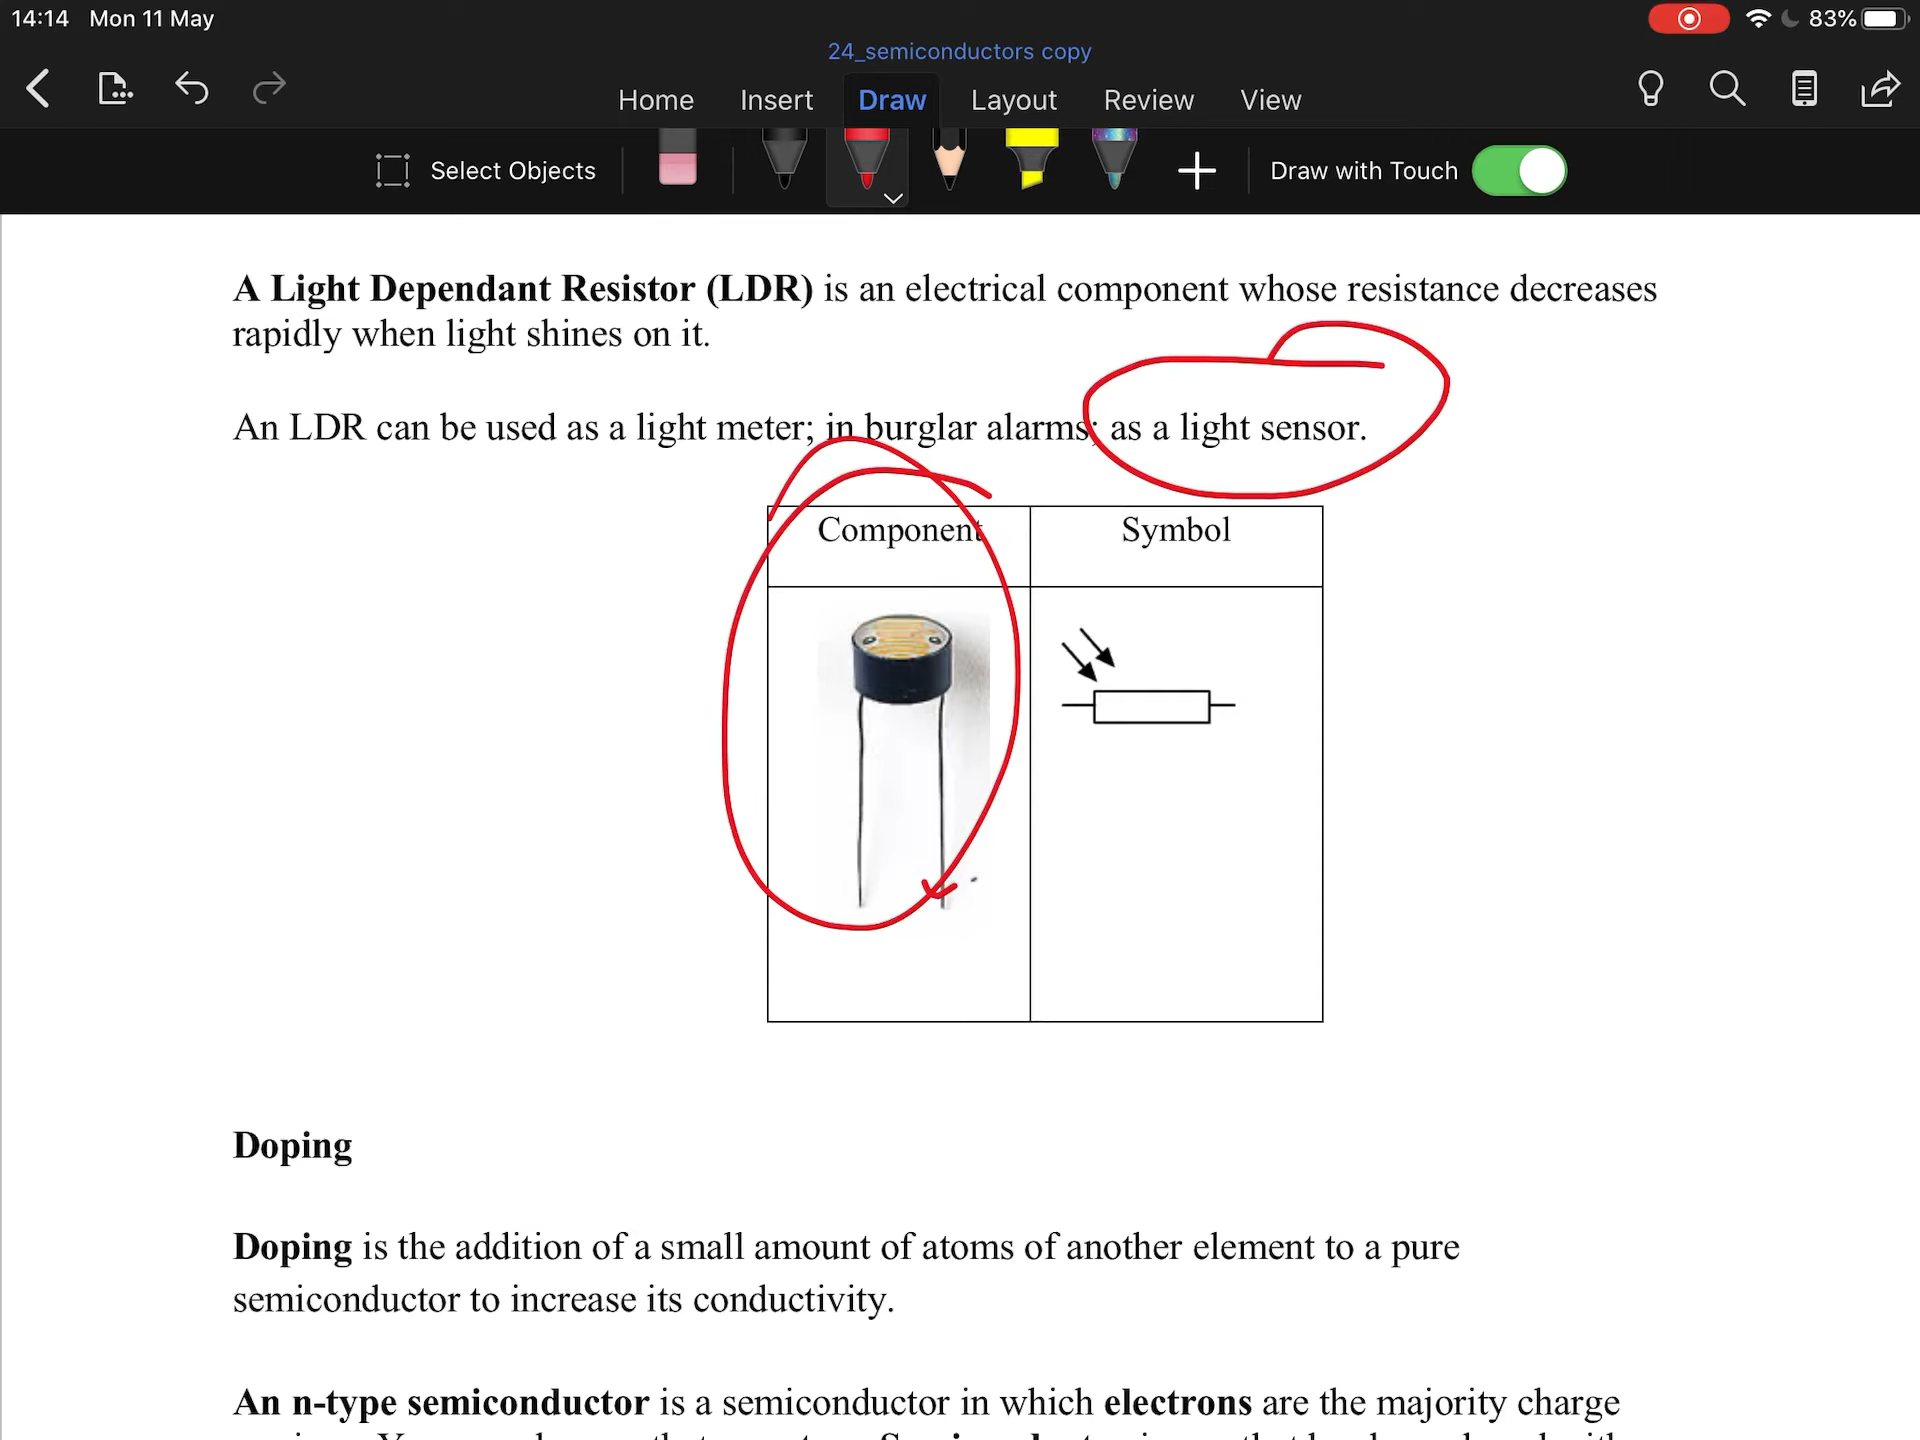 14:14 Mon 11 May
83%
24_semiconductors copy
Home Insert Draw Layout Review View
Select Objects
Draw with Touch
A Light Dependant Resistor (LDR) is an electrical component whose resistance decreases
rapidly when light shines on it.
An LDR can be used as a light meter; in burglar alarms; as a light sensor.
Component Symbol
Doping
Doping is the addition of a small amount of atoms of another element to a pure
semiconductor to increase its conductivity.
An n-type semiconductor is a semiconductor in which electrons are the majority charge